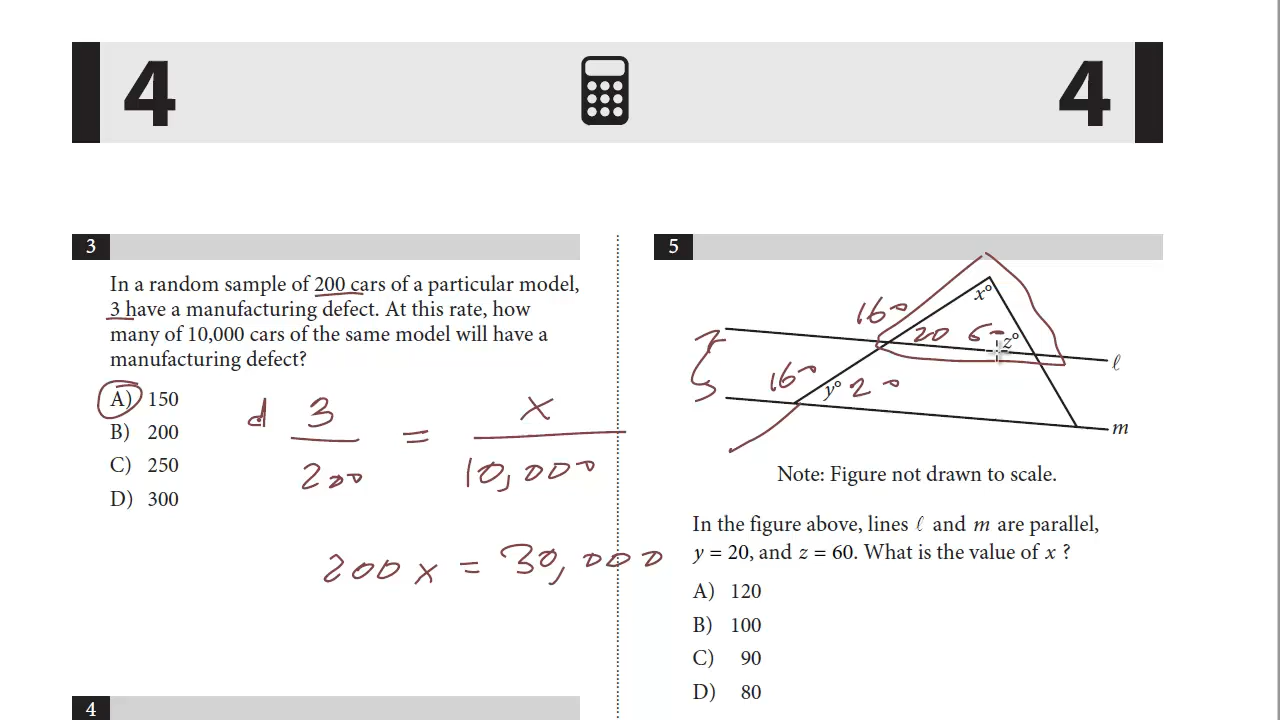 4
4
3
In a random sample of 200 cars of a particular model,
3 have a manufacturing defect. At this rate, how
many of 10,000 cars of the same model will have a
manufacturing defect?
A) 150
B) 200
C) 250
D) 300
d 3 = x
200 10,000
200 x = 30,000
4
5
x°
160
20 60 z°
ℓ
160
y° 20
m
Note: Figure not drawn to scale.
In the figure above, lines ℓ and m are parallel,
y = 20, and z = 60. What is the value of x ?
A) 120
B) 100
C) 90
D) 80